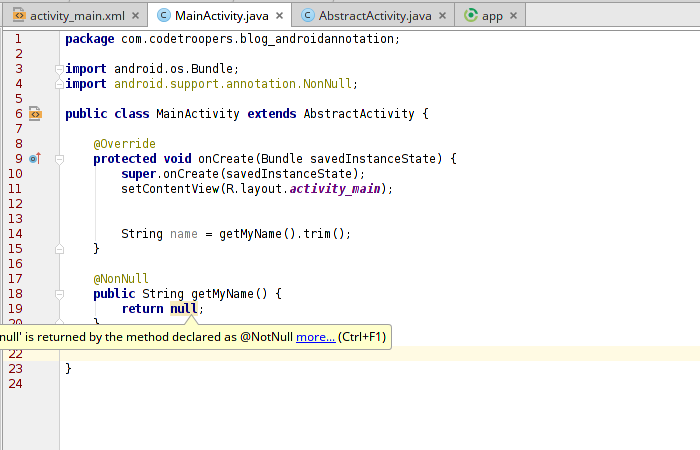 activity_main.xml × MainActivity.java × AbstractActivity.java × app ×
1 package com.codetroopers.blog_androidannotation;
2
3 import android.os.Bundle;
4 import android.support.annotation.NonNull;
5
6 public class MainActivity extends AbstractActivity {
7
8 @Override
9 protected void onCreate(Bundle savedInstanceState) {
10 super.onCreate(savedInstanceState);
11 setContentView(R.layout.activity_main);
12
13
14 String name = getMyName().trim();
15 }
16
17 @NonNull
18 public String getMyName() {
19 return null;
20 }
null' is returned by the method declared as @NotNull more... (Ctrl+F1)
22
23 }
24